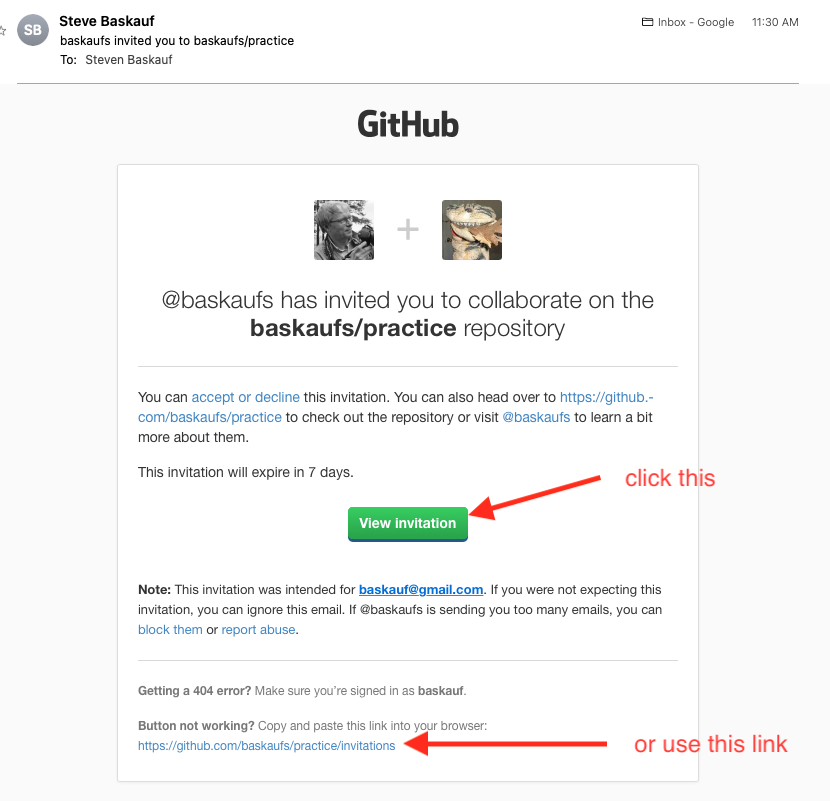 SB
Steve Baskauf
Inbox - Google 11:30 AM
baskaufs invited you to baskaufs/practice
To: Steven Baskauf
GitHub
+
@baskaufs has invited you to collaborate on the
baskaufs/practice repository
You can accept or decline this invitation. You can also head over to https://github.-
com/baskaufs/practice to check out the repository or visit @baskaufs to learn a bit
more about them.
This invitation will expire in 7 days.
click this
View invitation
Note: This invitation was intended for baskauf@gmail.com. If you were not expecting this
invitation, you can ignore this email. If @baskaufs is sending you too many emails, you can
block them or report abuse.
Getting a 404 error? Make sure you're signed in as baskauf.
Button not working? Copy and paste this link into your browser:
https://github.com/baskaufs/practice/invitations
or use this link